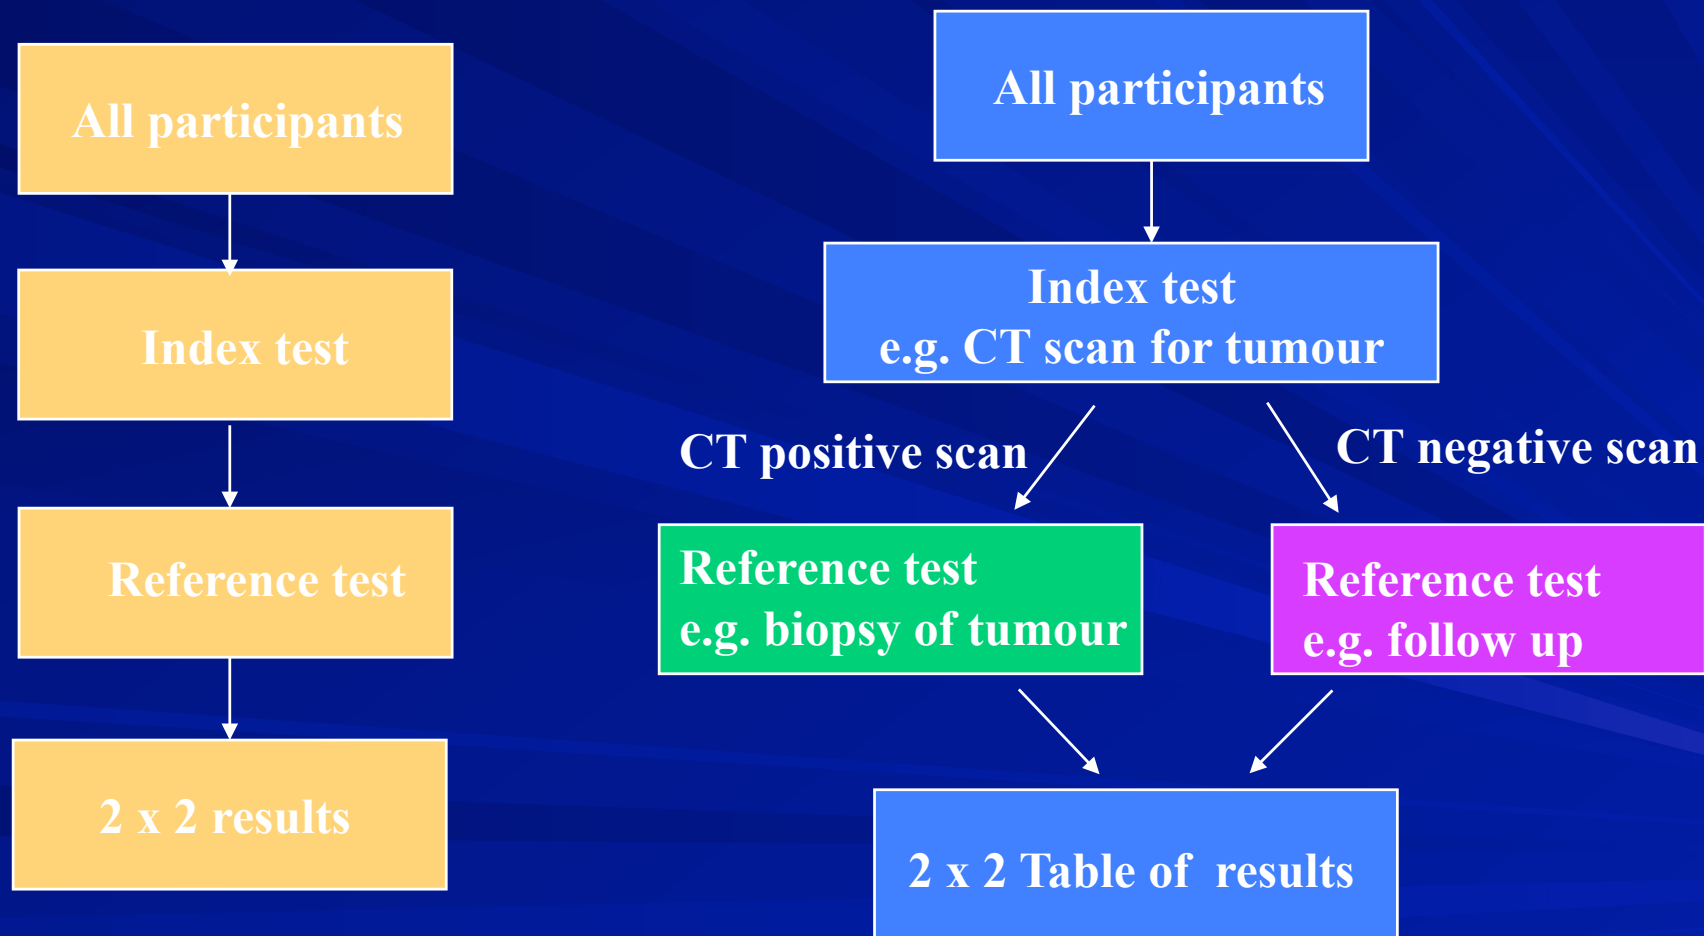 All participants
Index test
Reference test
2 x 2 results
All participants
Index test
e.g. CT scan for tumour
CT positive scan
CT negative scan
Reference test
e.g. biopsy of tumour
Reference test
e.g. follow up
2 x 2 Table of results